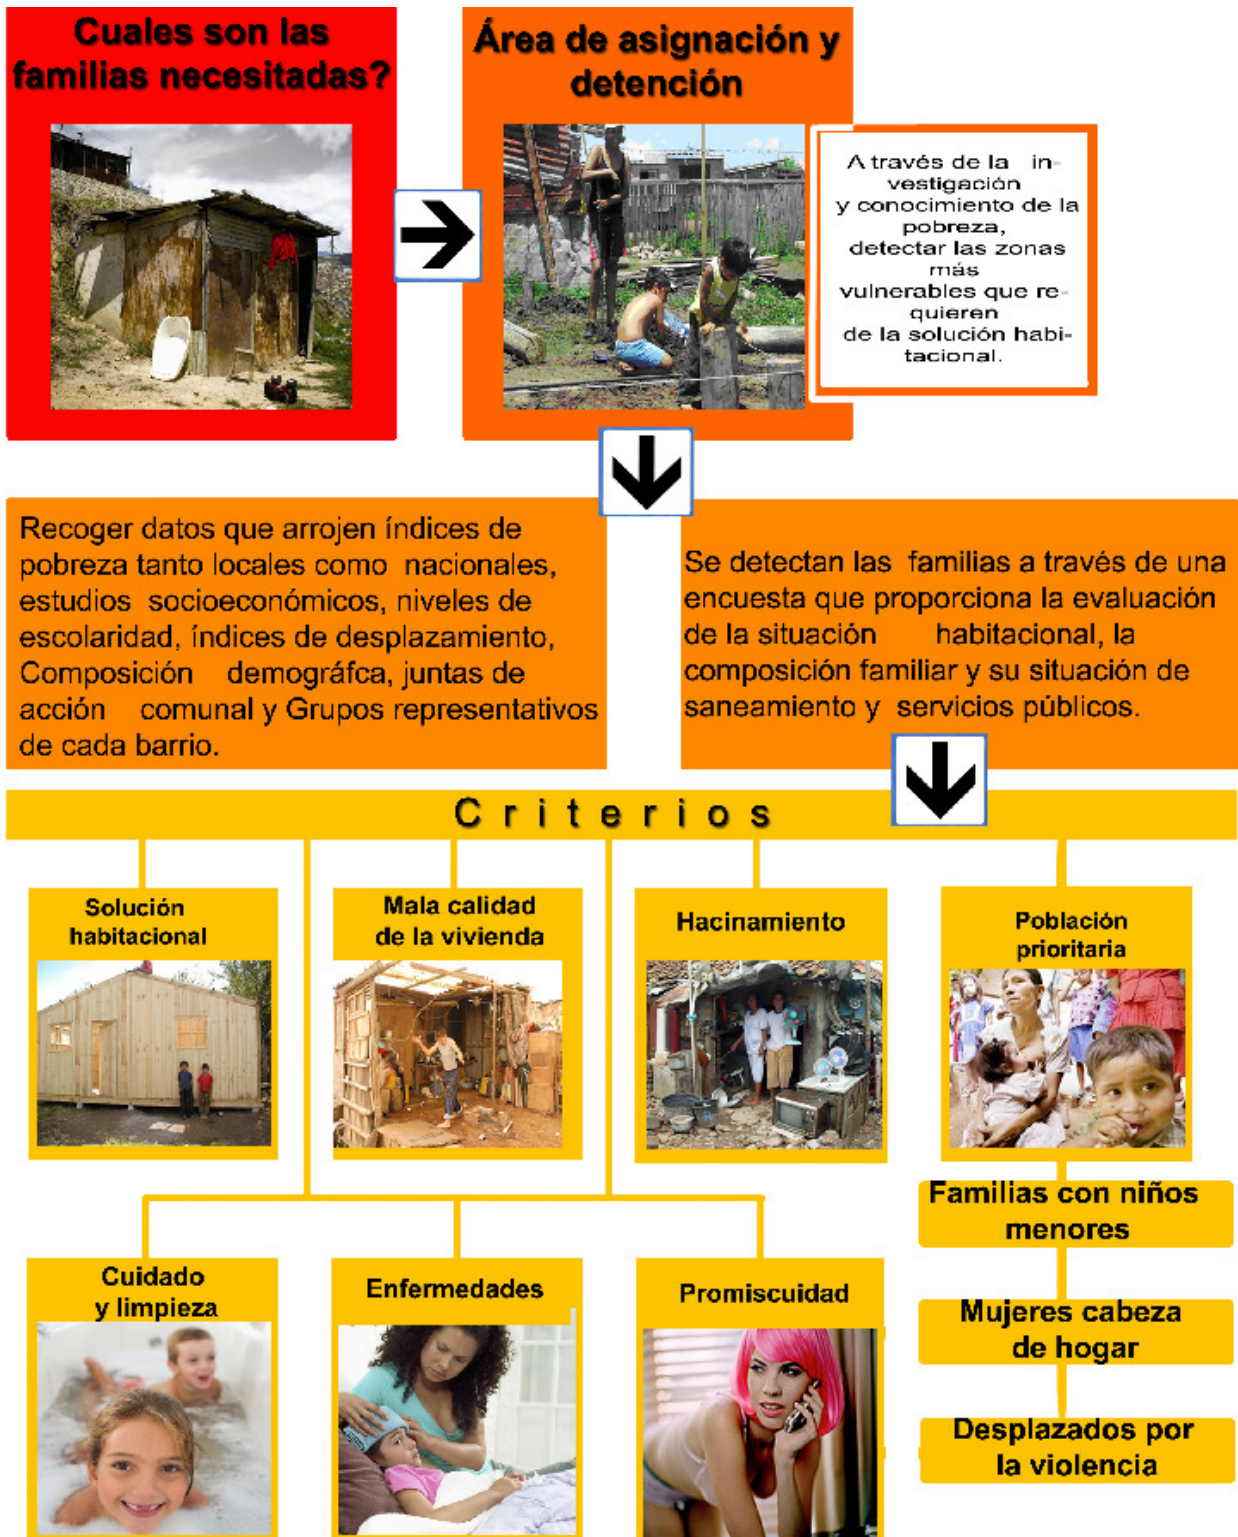 Cuales son las
familias necesitadas?
Área de asignación y
detención
A través de la in-
vestigación
y conocimiento de la
pobreza,
detectar las zonas
más
vulnerables que re-
quieren
de la solución habi-
tacional.
Recoger datos que arrojen índices de
pobreza tanto locales como nacionales,
estudios socioeconómicos, niveles de
escolaridad, índices de desplazamiento,
Composición demográfca, juntas de
acción comunal y Grupos representativos
de cada barrio.
Se detectan las familias a través de una
encuesta que proporciona la evaluación
de la situación habitacional, la
composición familiar y su situación de
saneamiento y servicios públicos.
Criterios
Solución
habitacional
Mala calidad
de la vivienda
Hacinamiento
Población
prioritaria
Familias con niños
menores
Mujeres cabeza
de hogar
Desplazados por
la violencia
Cuidado
y limpieza
Enfermedades
Promiscuidad